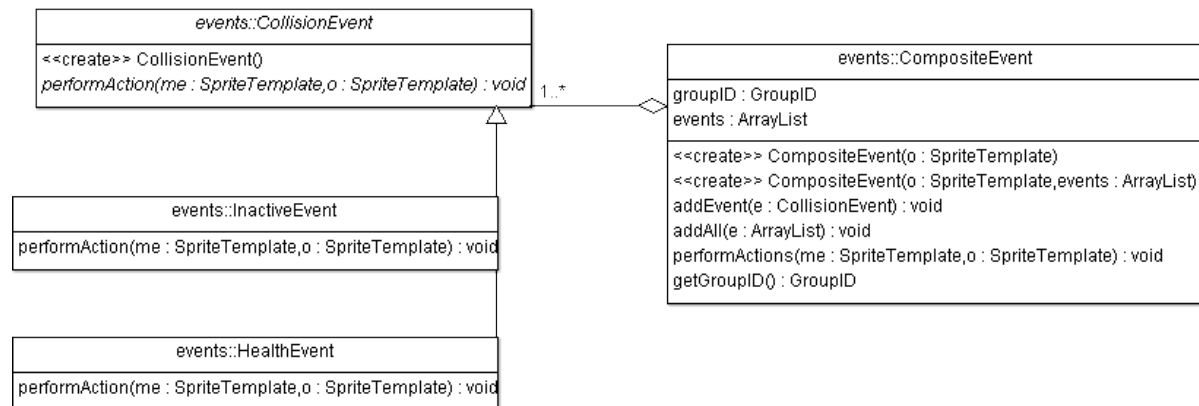 events::CollisionEvent
<<create>> CollisionEvent()
performAction(me : SpriteTemplate,o : SpriteTemplate) : void
1..*
events::CompositeEvent
groupID : GroupID
events : ArrayList
<<create>> CompositeEvent(o : SpriteTemplate)
<<create>> CompositeEvent(o : SpriteTemplate,events : ArrayList)
addEvent(e : CollisionEvent) : void
addAll(e : ArrayList) : void
performActions(me : SpriteTemplate,o : SpriteTemplate) : void
getGroupID() : GroupID
events::InactiveEvent
performAction(me : SpriteTemplate,o : SpriteTemplate) : void
events::HealthEvent
performAction(me : SpriteTemplate,o : SpriteTemplate) : void